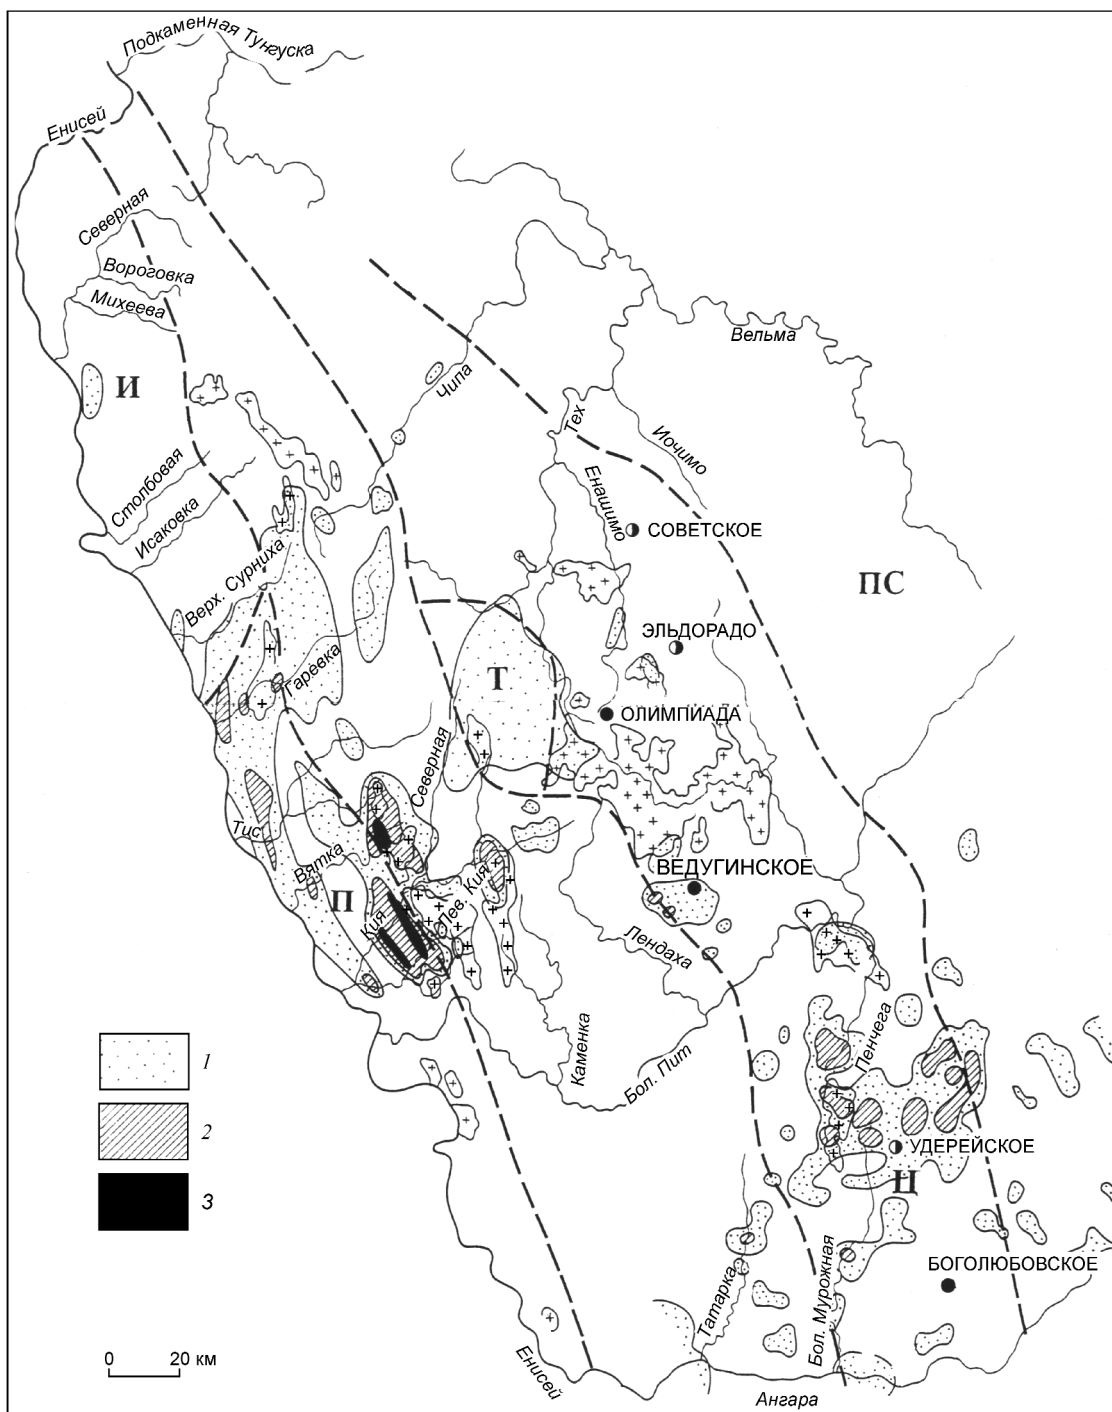 Подкаменная Тунгуска
Енисей
Северная
Вороговка
Михеева
Вельма
И
Чипа
Тех
Иочимо
Столбовая
Исаковка
Енашимо
СОВЕТСКОЕ
ПС
Верх. Сурниха
ЭЛЬДОРАДО
Гарёвка
Т
ОЛИМПИАДА
Северная
Тис
Вятка
ВЕДУГИНСКОЕ
П
Кия
Лев. Кия
Лендаха
Пенчега
Каменка
Бол. Пит
1
2
3
УДЕРЕЙСКОЕ
Ц
БОГОЛЮБОВСКОЕ
Татарка
Бол. Мурожная
0 20 км
Енисей
Ангара